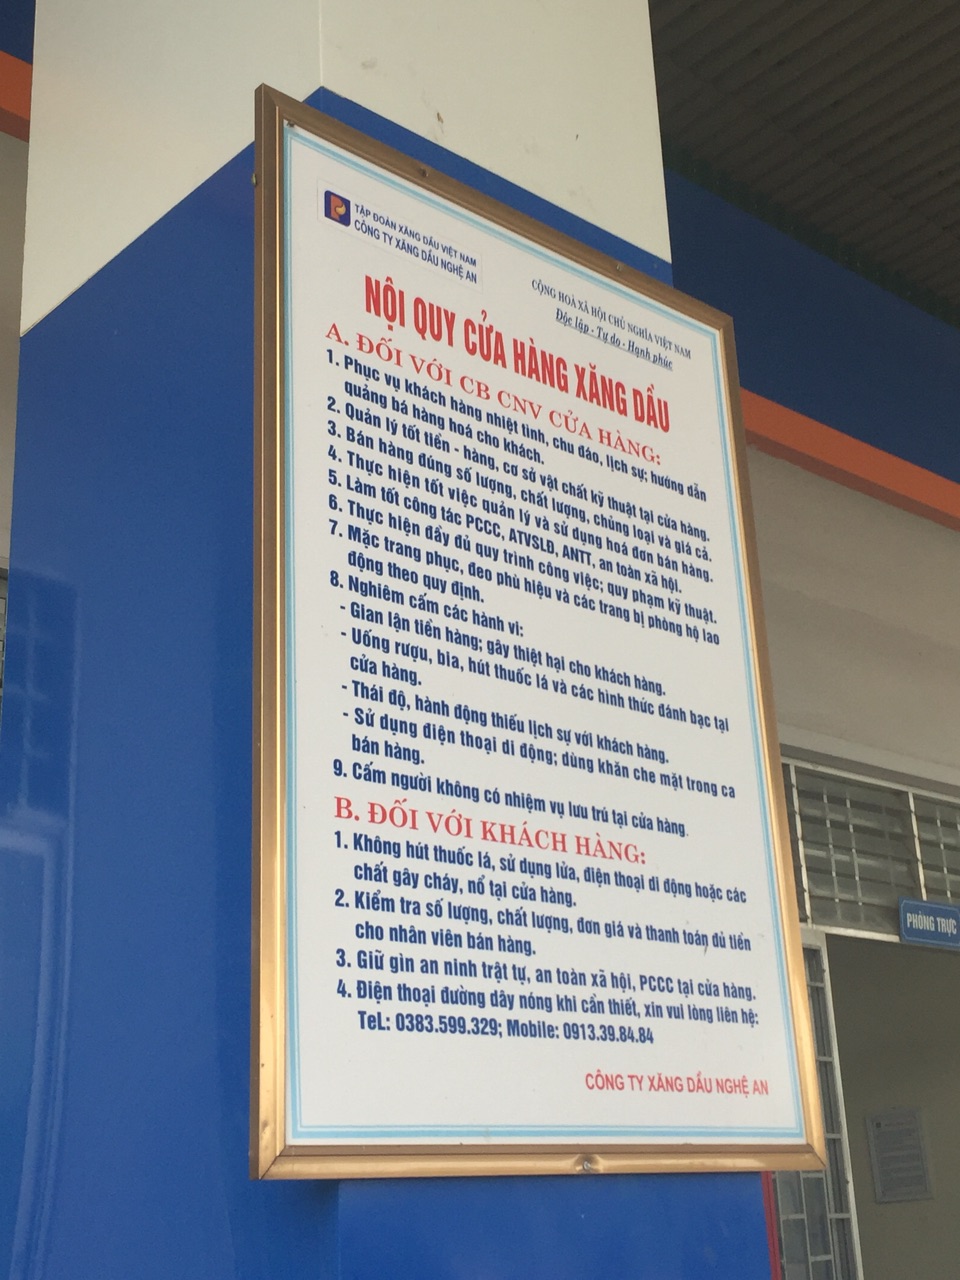 TẬP ĐOÀN XĂNG DẦU VIỆT NAM
CÔNG TY XĂNG DẦU NGHỆ AN
CỘNG HOÀ XÃ HỘI CHỦ NGHĨA VIỆT NAM
Độc lập - Tự do - Hạnh phúc
NỘI QUY CỬA HÀNG XĂNG DẦU
A. ĐỐI VỚI CB CNV CỬA HÀNG:
1. Phục vụ khách hàng nhiệt tình, chu đáo, lịch sự; hướng dẫn
quảng bá hàng hoá cho khách.
2. Quản lý tốt tiền - hàng, cơ sở vật chất kỹ thuật tại cửa hàng.
3. Bán hàng đúng số lượng, chất lượng, chủng loại và giá cả.
4. Thực hiện tốt việc quản lý và sử dụng hoá đơn bán hàng.
5. Làm tốt công tác PCCC, ATVSLĐ, ANTT, an toàn xã hội.
6. Thực hiện đầy đủ quy trình công việc; quy phạm kỹ thuật.
7. Mặc trang phục, đeo phù hiệu và các trang bị phòng hộ lao
động theo quy định.
8. Nghiêm cấm các hành vi:
- Gian lận tiền hàng; gây thiệt hại cho khách hàng.
- Uống rượu, bia, hút thuốc lá và các hình thức đánh bạc tại
cửa hàng.
- Thái độ, hành động thiếu lịch sự với khách hàng.
- Sử dụng điện thoại di động; dùng khăn che mặt trong ca
bán hàng.
9. Cấm người không có nhiệm vụ lưu trú tại cửa hàng.
B. ĐỐI VỚI KHÁCH HÀNG:
1. Không hút thuốc lá, sử dụng lửa, điện thoại di động hoặc các
chất gây cháy, nổ tại cửa hàng.
2. Kiểm tra số lượng, chất lượng, đơn giá và thanh toán đủ tiền
cho nhân viên bán hàng.
3. Giữ gìn an ninh trật tự, an toàn xã hội, PCCC tại cửa hàng.
4. Điện thoại đường dây nóng khi cần thiết, xin vui lòng liên hệ:
TeL: 0383.599.329; Mobile: 0913.39.84.84
CÔNG TY XĂNG DẦU NGHỆ AN
PHÒNG TRỰC